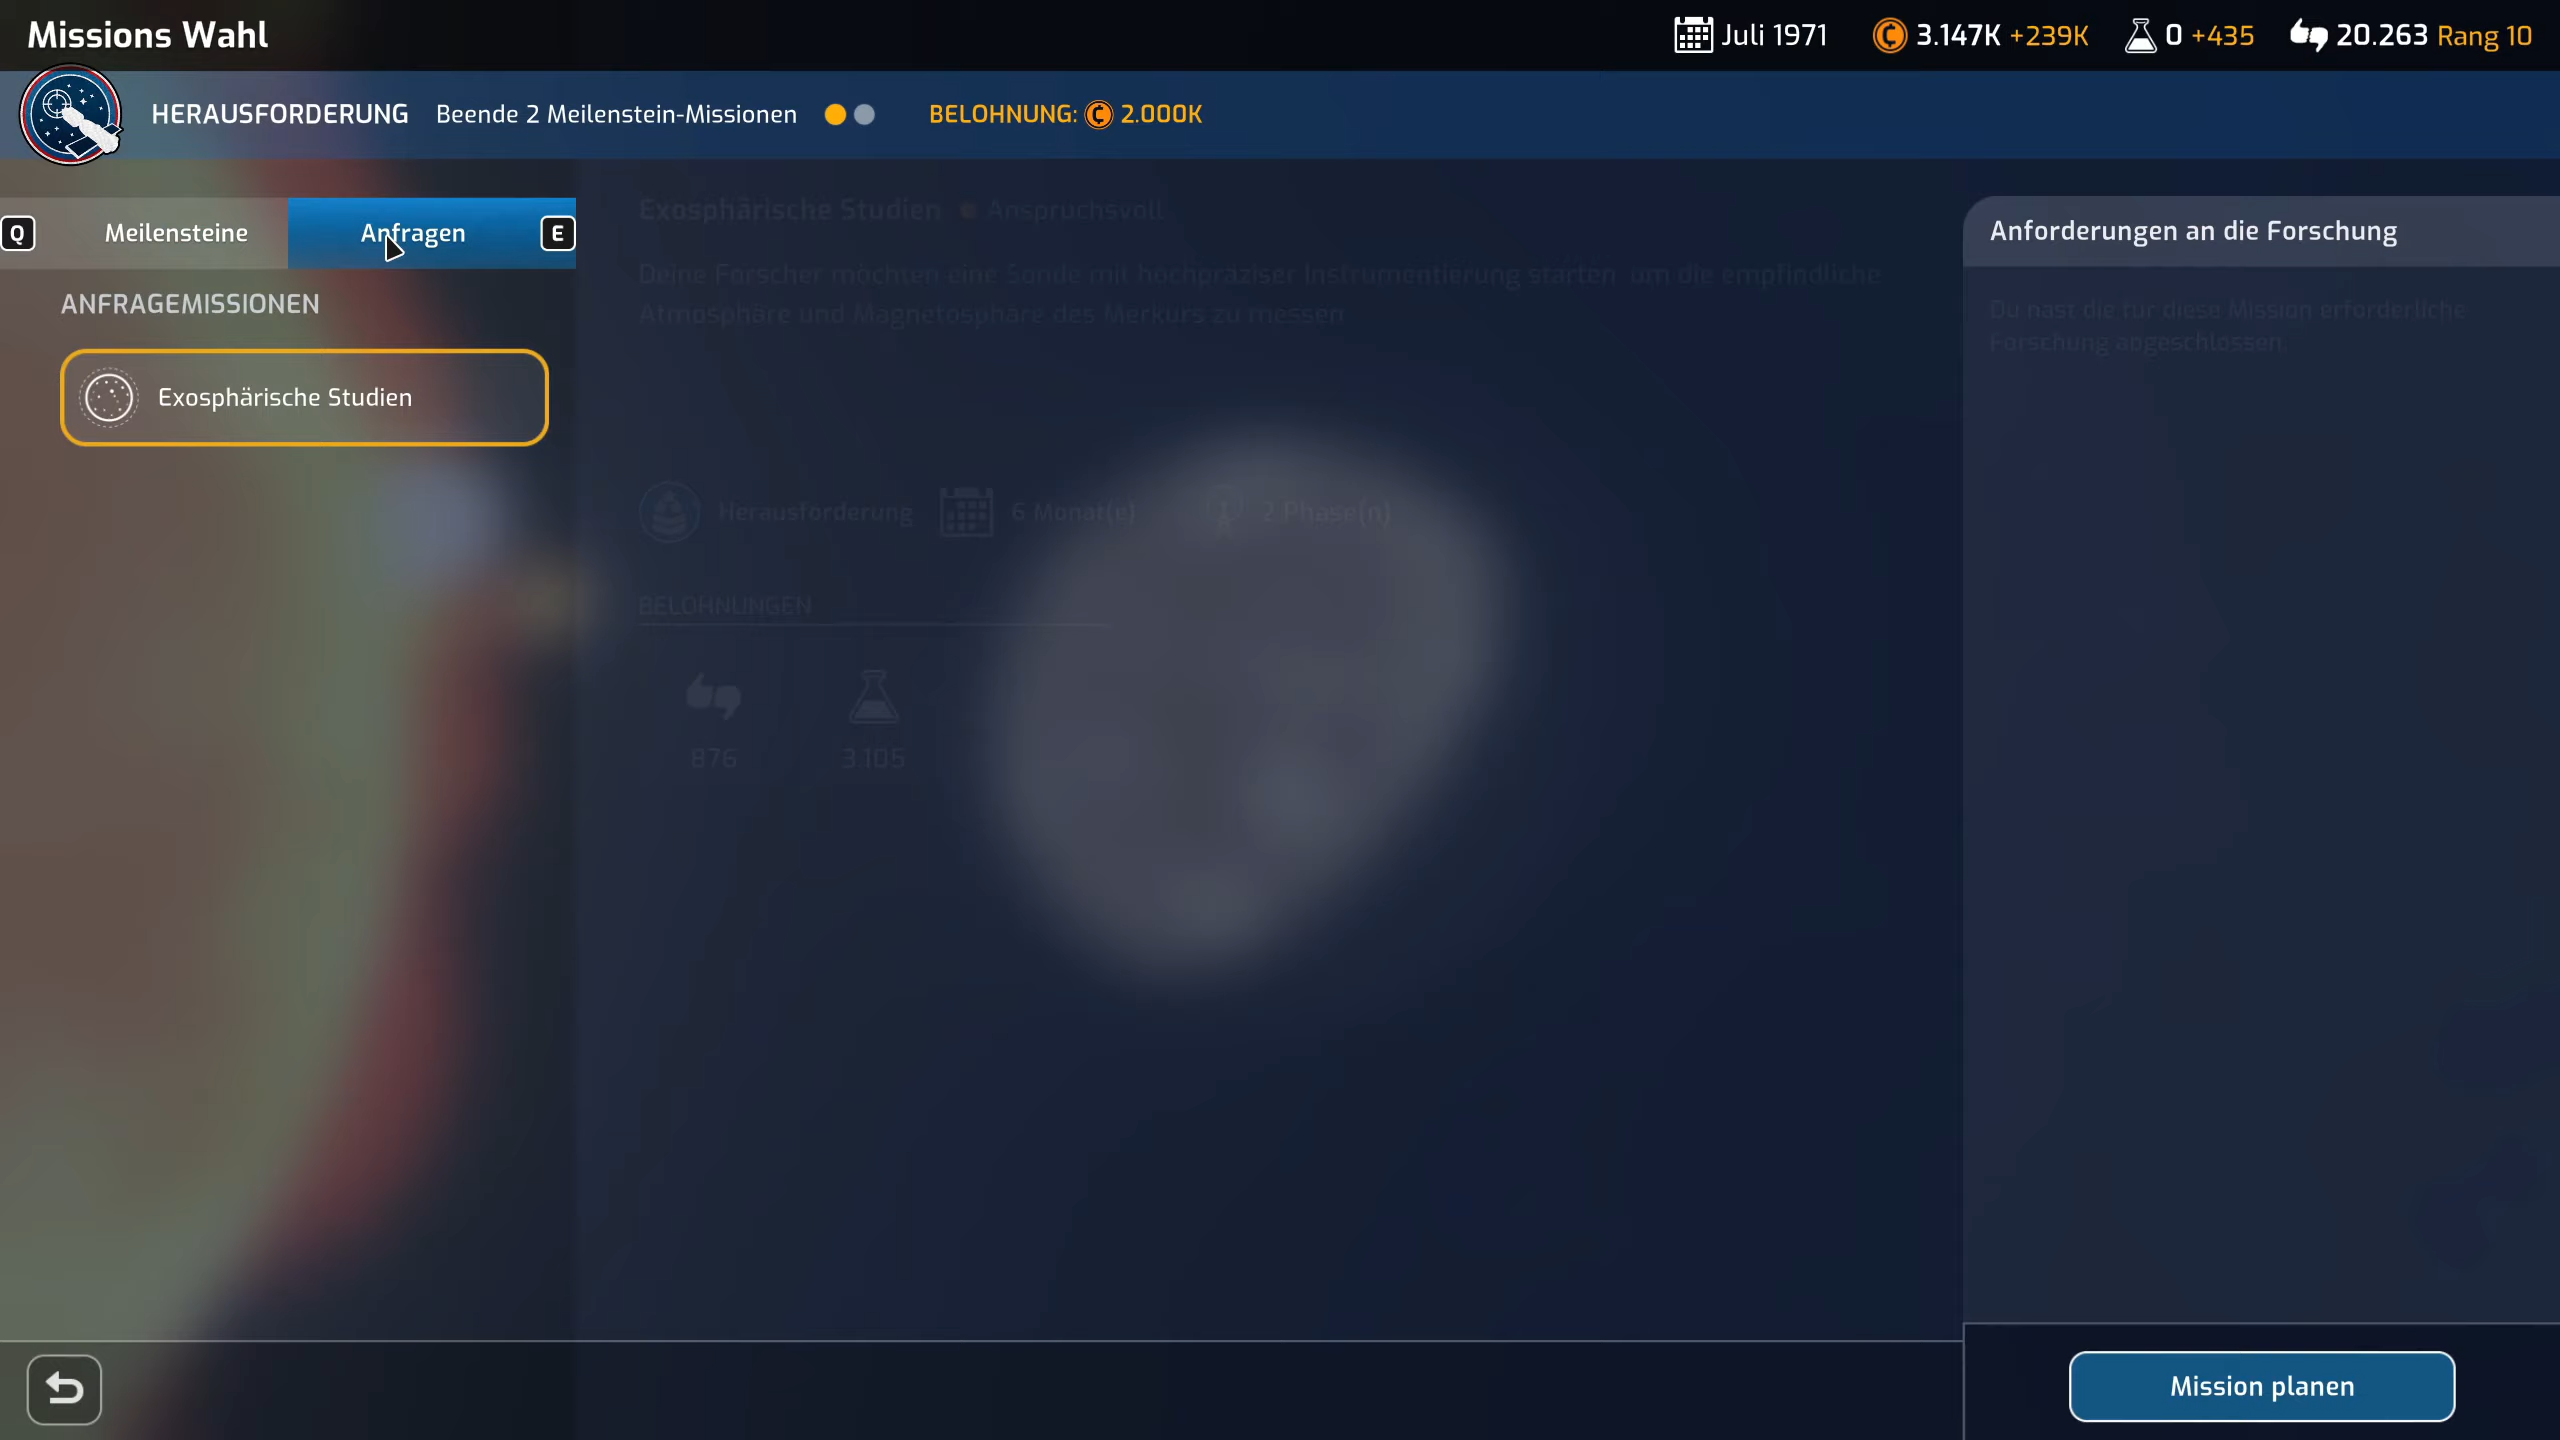 Missions Wahl
Juli 1971
3.147K +239K
0 +435
20.263 Rang 10
HERAUSFORDERUNG Beende 2 Meilenstein-Missionen
BELOHNUNG: 2.000K
Q Meilensteine
Anfragen E
ANFRAGEMISSIONEN
Exosphärische Studien
Exosphärische Studien Anspruchsvoll
Deine Forscher möchten eine Sonde mit hochpräziser Instrumentierung starten, um die empfindliche
Atmosphäre und Magnetosphäre des Merkurs zu messen
Herausforderung
6 Monat(e)
2 Phase(n)
BELOHNUNGEN
876
3.105
Anforderungen an die Forschung
Du hast die für diese Mission erforderliche
Forschung abgeschlossen.
Mission planen